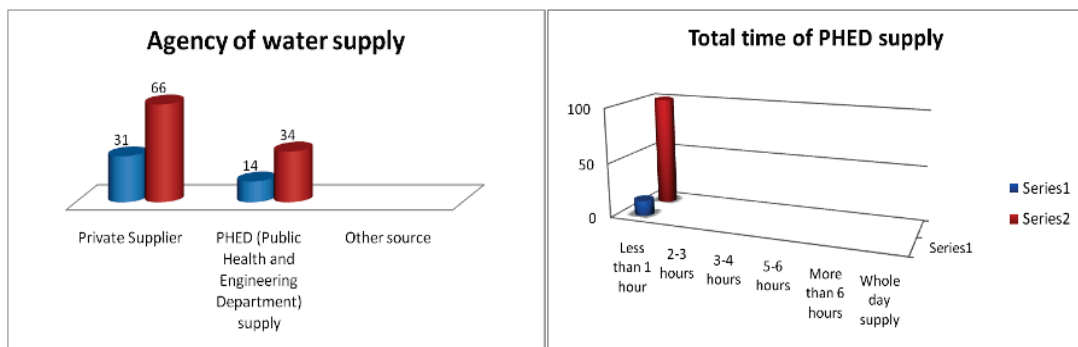 Agency of water supply
66
31
34
14
Private Supplier
PHED (Public
Health and
Engineering
Department)
supply
Other source
Total time of PHED supply
100
50
0
Less
than 1
hour
2-3
hours
3-4
hours
5-6
hours
More
than 6
hours
Whole
day
supply
Series1
Series1
Series2